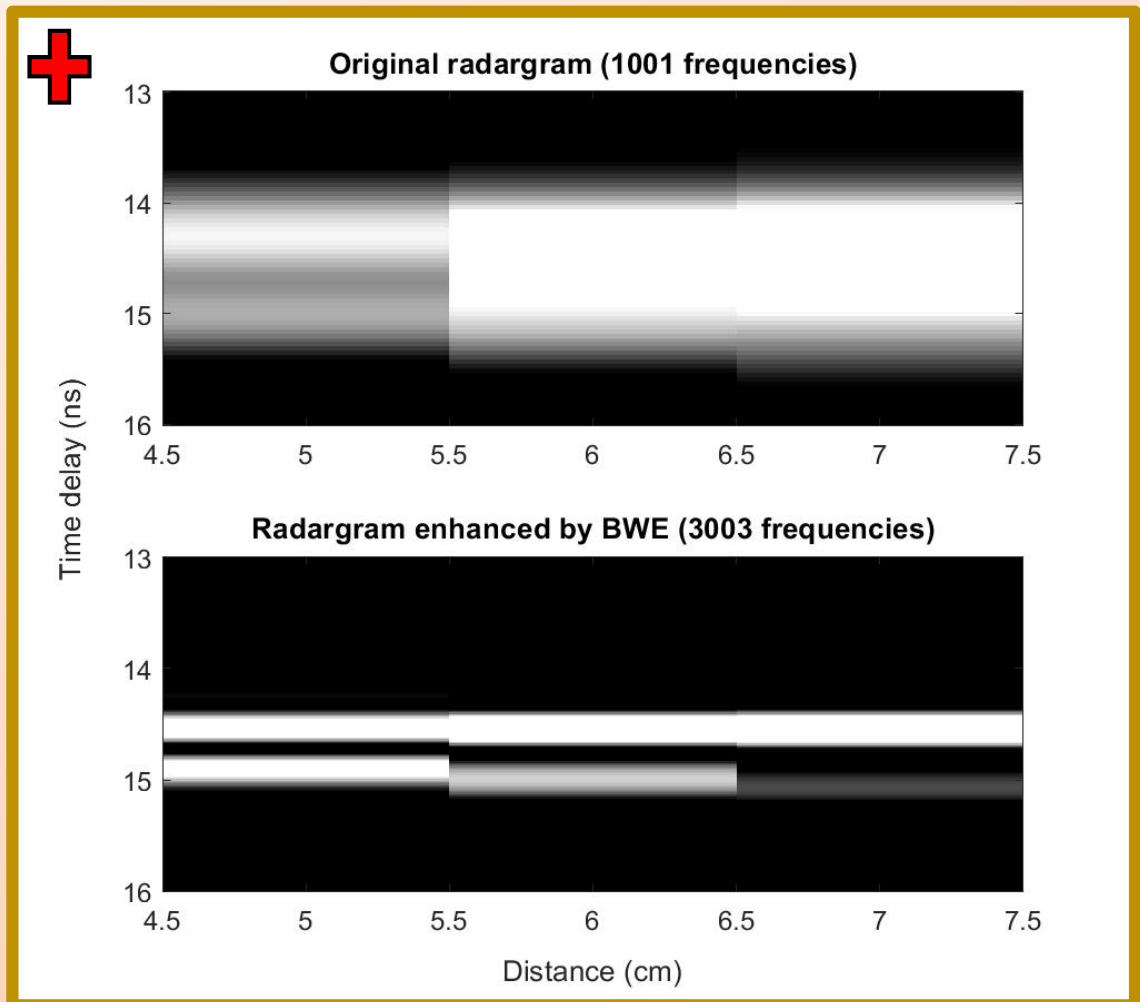 Original radargram (1001 frequencies)
13
14
15
16
4.5 5 5.5 6 6.5 7 7.5
Time delay (ns)
Radargram enhanced by BWE (3003 frequencies)
13
14
15
16
4.5 5 5.5 6 6.5 7 7.5
Distance (cm)